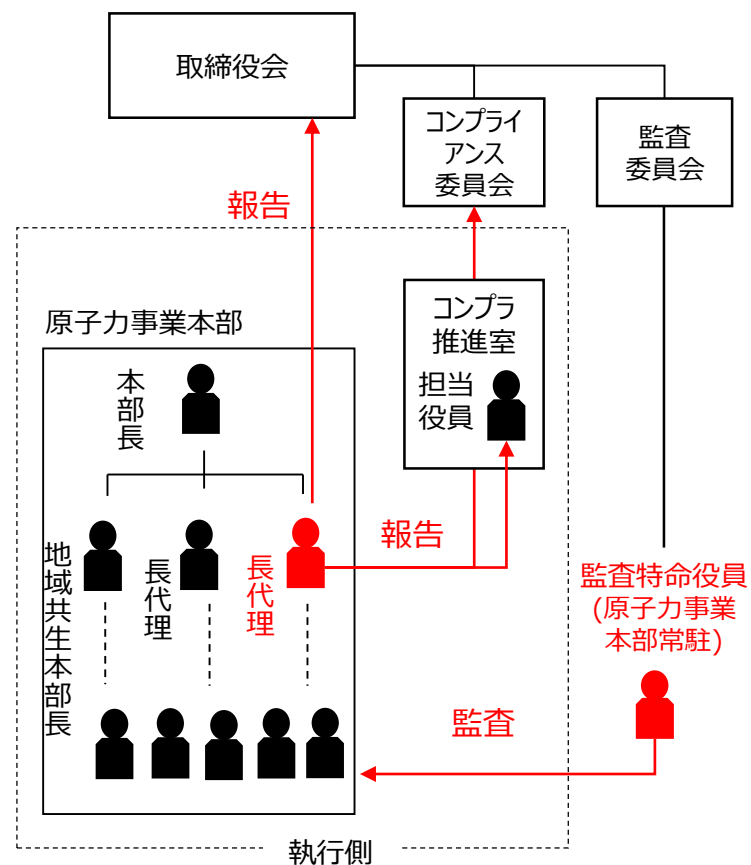 取締役会
コンプライ
アンス
委員会
監査
委員会
報告
原子力事業本部
コンプラ
推進室
担当
役員
本部長
報告
地域共生本部長
長代理
長代理
監査特命役員
(原子力事業
本部常駐)
監査
執行側